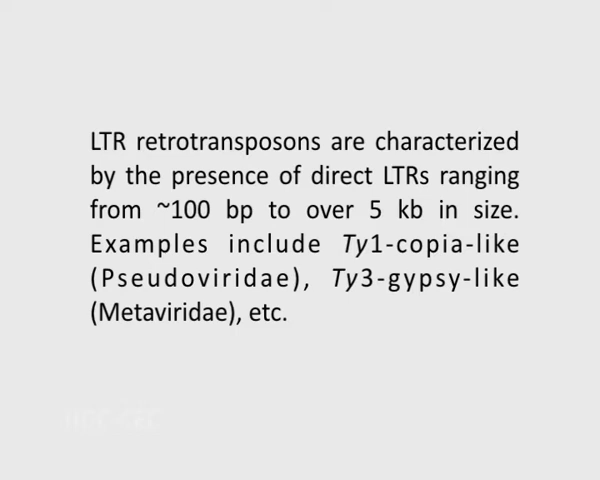 LTR retrotransposons are characterized
by the presence of direct LTRs ranging
from ~100 bp to over 5 kb in size.
Examples include Ty1-copia-like
(Pseudoviridae), Ty3-gypsy-like
(Metaviridae), etc.